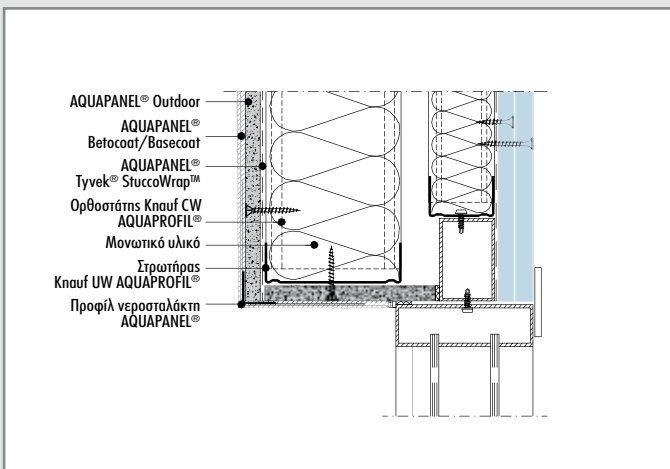 AQUAPANEL® Outdoor
AQUAPANEL®
Betocoat/Basecoat
AQUAPANEL®
Tyvek® StuccoWrap™
Ορθοστάτης Knauf CW
AQUAPROFIL®
Μονωτικό υλικό
Στρωτήρας
Knauf UW AQUAPROFIL®
Προφίλ νεροσταλάκτη
AQUAPANEL®